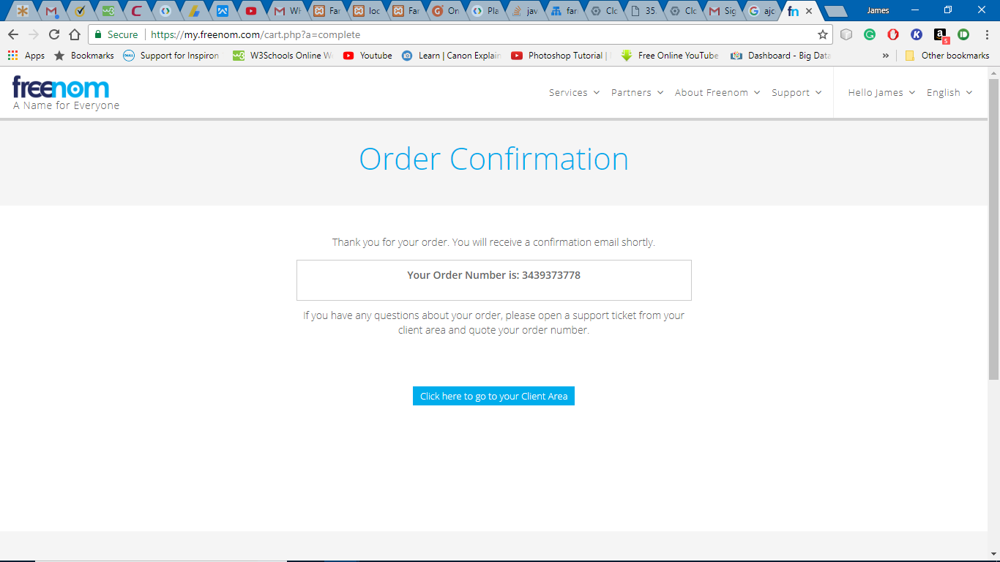 Wh
Far
loc
Far
On
Pla
jav
fari
Clo
35.
Clo
Sig
ajc
fn
James
Secure
https://my.freenom.com/cart.php?a=complete
Apps
Bookmarks
Support for Inspiron
W3Schools Online W
Youtube
Learn | Canon Explain
Photoshop Tutorial |
Free Online YouTube
Dashboard - Big Data
»
Other bookmarks
freenom
A Name for Everyone
Services
Partners
About Freenom
Support
Hello James
English
Order Confirmation
Thank you for your order. You will receive a confirmation email shortly.
Your Order Number is: 3439373778
If you have any questions about your order, please open a support ticket from your
client area and quote your order number.
Click here to go to your Client Area